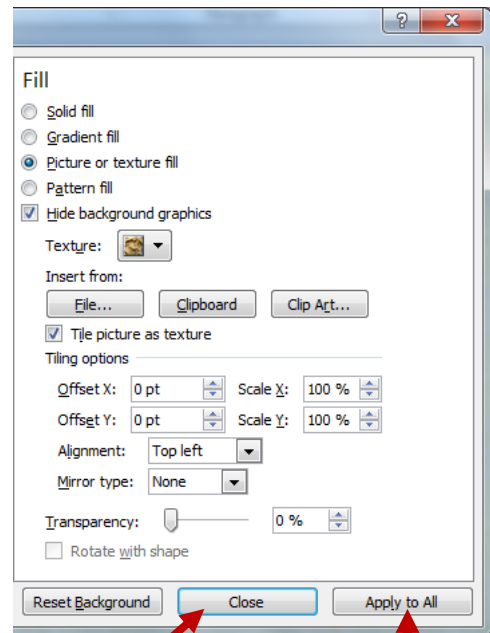 ?
X
Fill
Solid fill
Gradient fill
Picture or texture fill
Pattern fill
Hide background graphics
Texture:
Insert from:
File... Clipboard Clip Art...
Tile picture as texture
Tiling options
Offset X: 0 pt Scale X: 100 %
Offset Y: 0 pt Scale Y: 100 %
Alignment: Top left
Mirror type: None
Transparency: 0 %
Rotate with shape
Reset Background Close Apply to All